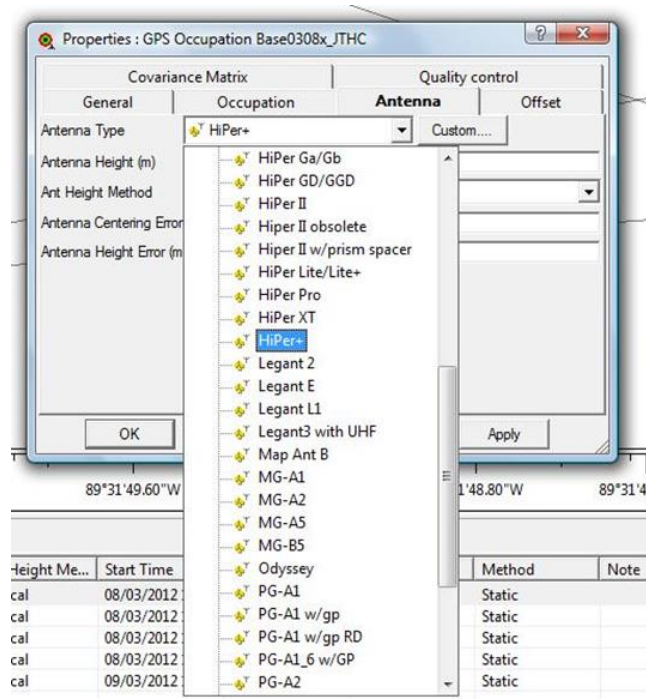 Properties : GPS Occupation Base0308x_JTHC
Covariance Matrix Quality control
General Occupation Antenna Offset
Antenna Type HiPer+ Custom....
Antenna Height (m)
Ant Height Method
Antenna Centering Error
Antenna Height Error (m
HiPer Ga/Gb
HiPer GD/GGD
HiPer II
Hiper II obsolete
Hiper II w/prism spacer
HiPer Lite/Lite+
HiPer Pro
HiPer XT
HiPer+
Legant 2
Legant E
Legant L1
Legant3 with UHF
Map Ant B
MG-A1
MG-A2
MG-A5
MG-B5
Odyssey
PG-A1
PG-A1 w/gp
PG-A1 w/gp RD
PG-A1_6 w/GP
PG-A2
OK Apply
89°31'49.60"W 1'48.80"W 89°31'4
Height Me... Start Time Method Note
cal 08/03/2012 Static
cal 08/03/2012 Static
cal 08/03/2012 Static
cal 08/03/2012 Static
cal 09/03/2012 Static